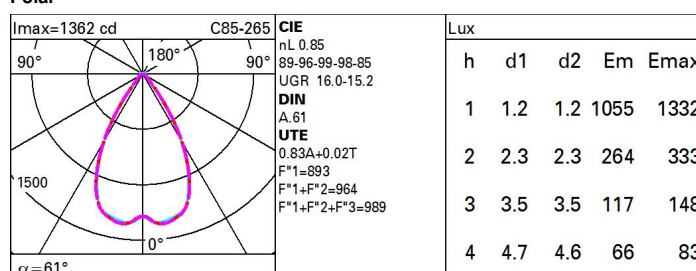 Polar
Imax=1362 cd C85-265
90° 180° 90°
1500
0°
α=61°
CIE
nL 0.85
89-96-99-98-85
UGR 16.0-15.2
DIN
A.61
UTE
0.83A+0.02T
F"1=893
F"1+F"2=964
F"1+F"2+F"3=989
Lux
h d1 d2 Em Emax
1 1.2 1.2 1055 1332
2 2.3 2.3 264 333
3 3.5 3.5 117 148
4 4.7 4.6 66 83